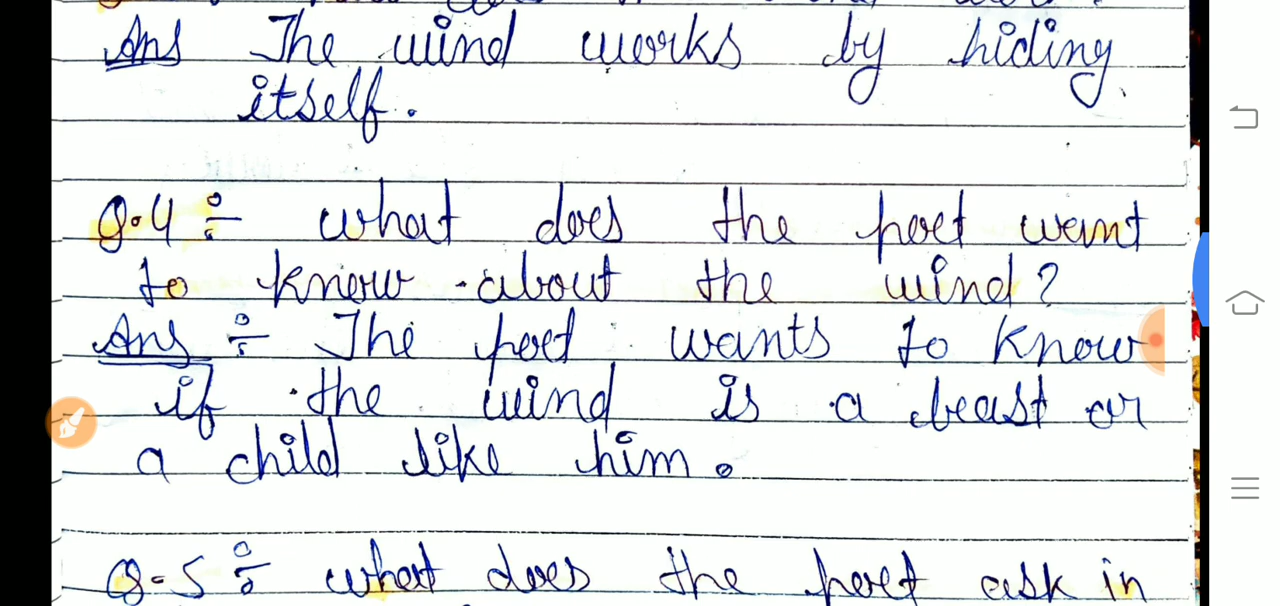 Ans The wind works by hiding
itself.
Q.4 ÷ what does the poet want
to know about the wind?
Ans ÷ The poet wants to know
if the wind is a beast or
a child like him.
Q-5 ÷ what does the poet ask in